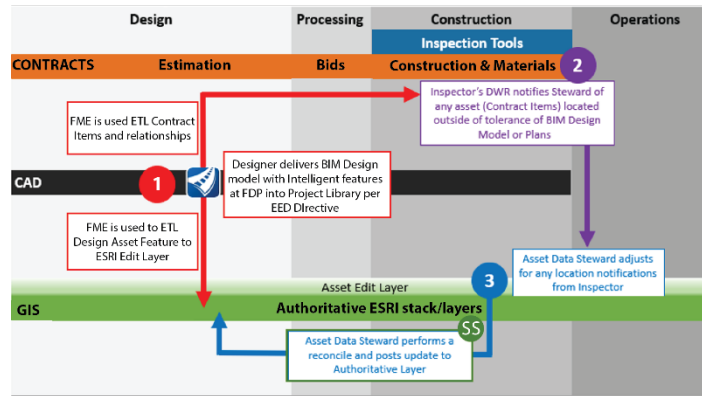 Design
Processing
Construction
Operations
Inspection Tools
CONTRACTS
Estimation
Bids
Construction & Materials
2
Inspector's DWR notifies Steward of
any asset (Contract Items) located
outside of tolerance of BIM Design
Model or Plans
FME is used ETL Contract
Items and relationships
CAD
1
Designer delivers BIM Design
model with Intelligent features
at FDP into Project Library per
EED DIrective
FME is used to ETL
Design Asset Feature to
ESRI Edit Layer
Asset Data Steward adjusts
for any location notifications
from Inspector
3
Asset Edit Layer
GIS
Authoritative ESRI stack/layers
SS
Asset Data Steward performs a
reconcile and posts update to
Authoritative Layer